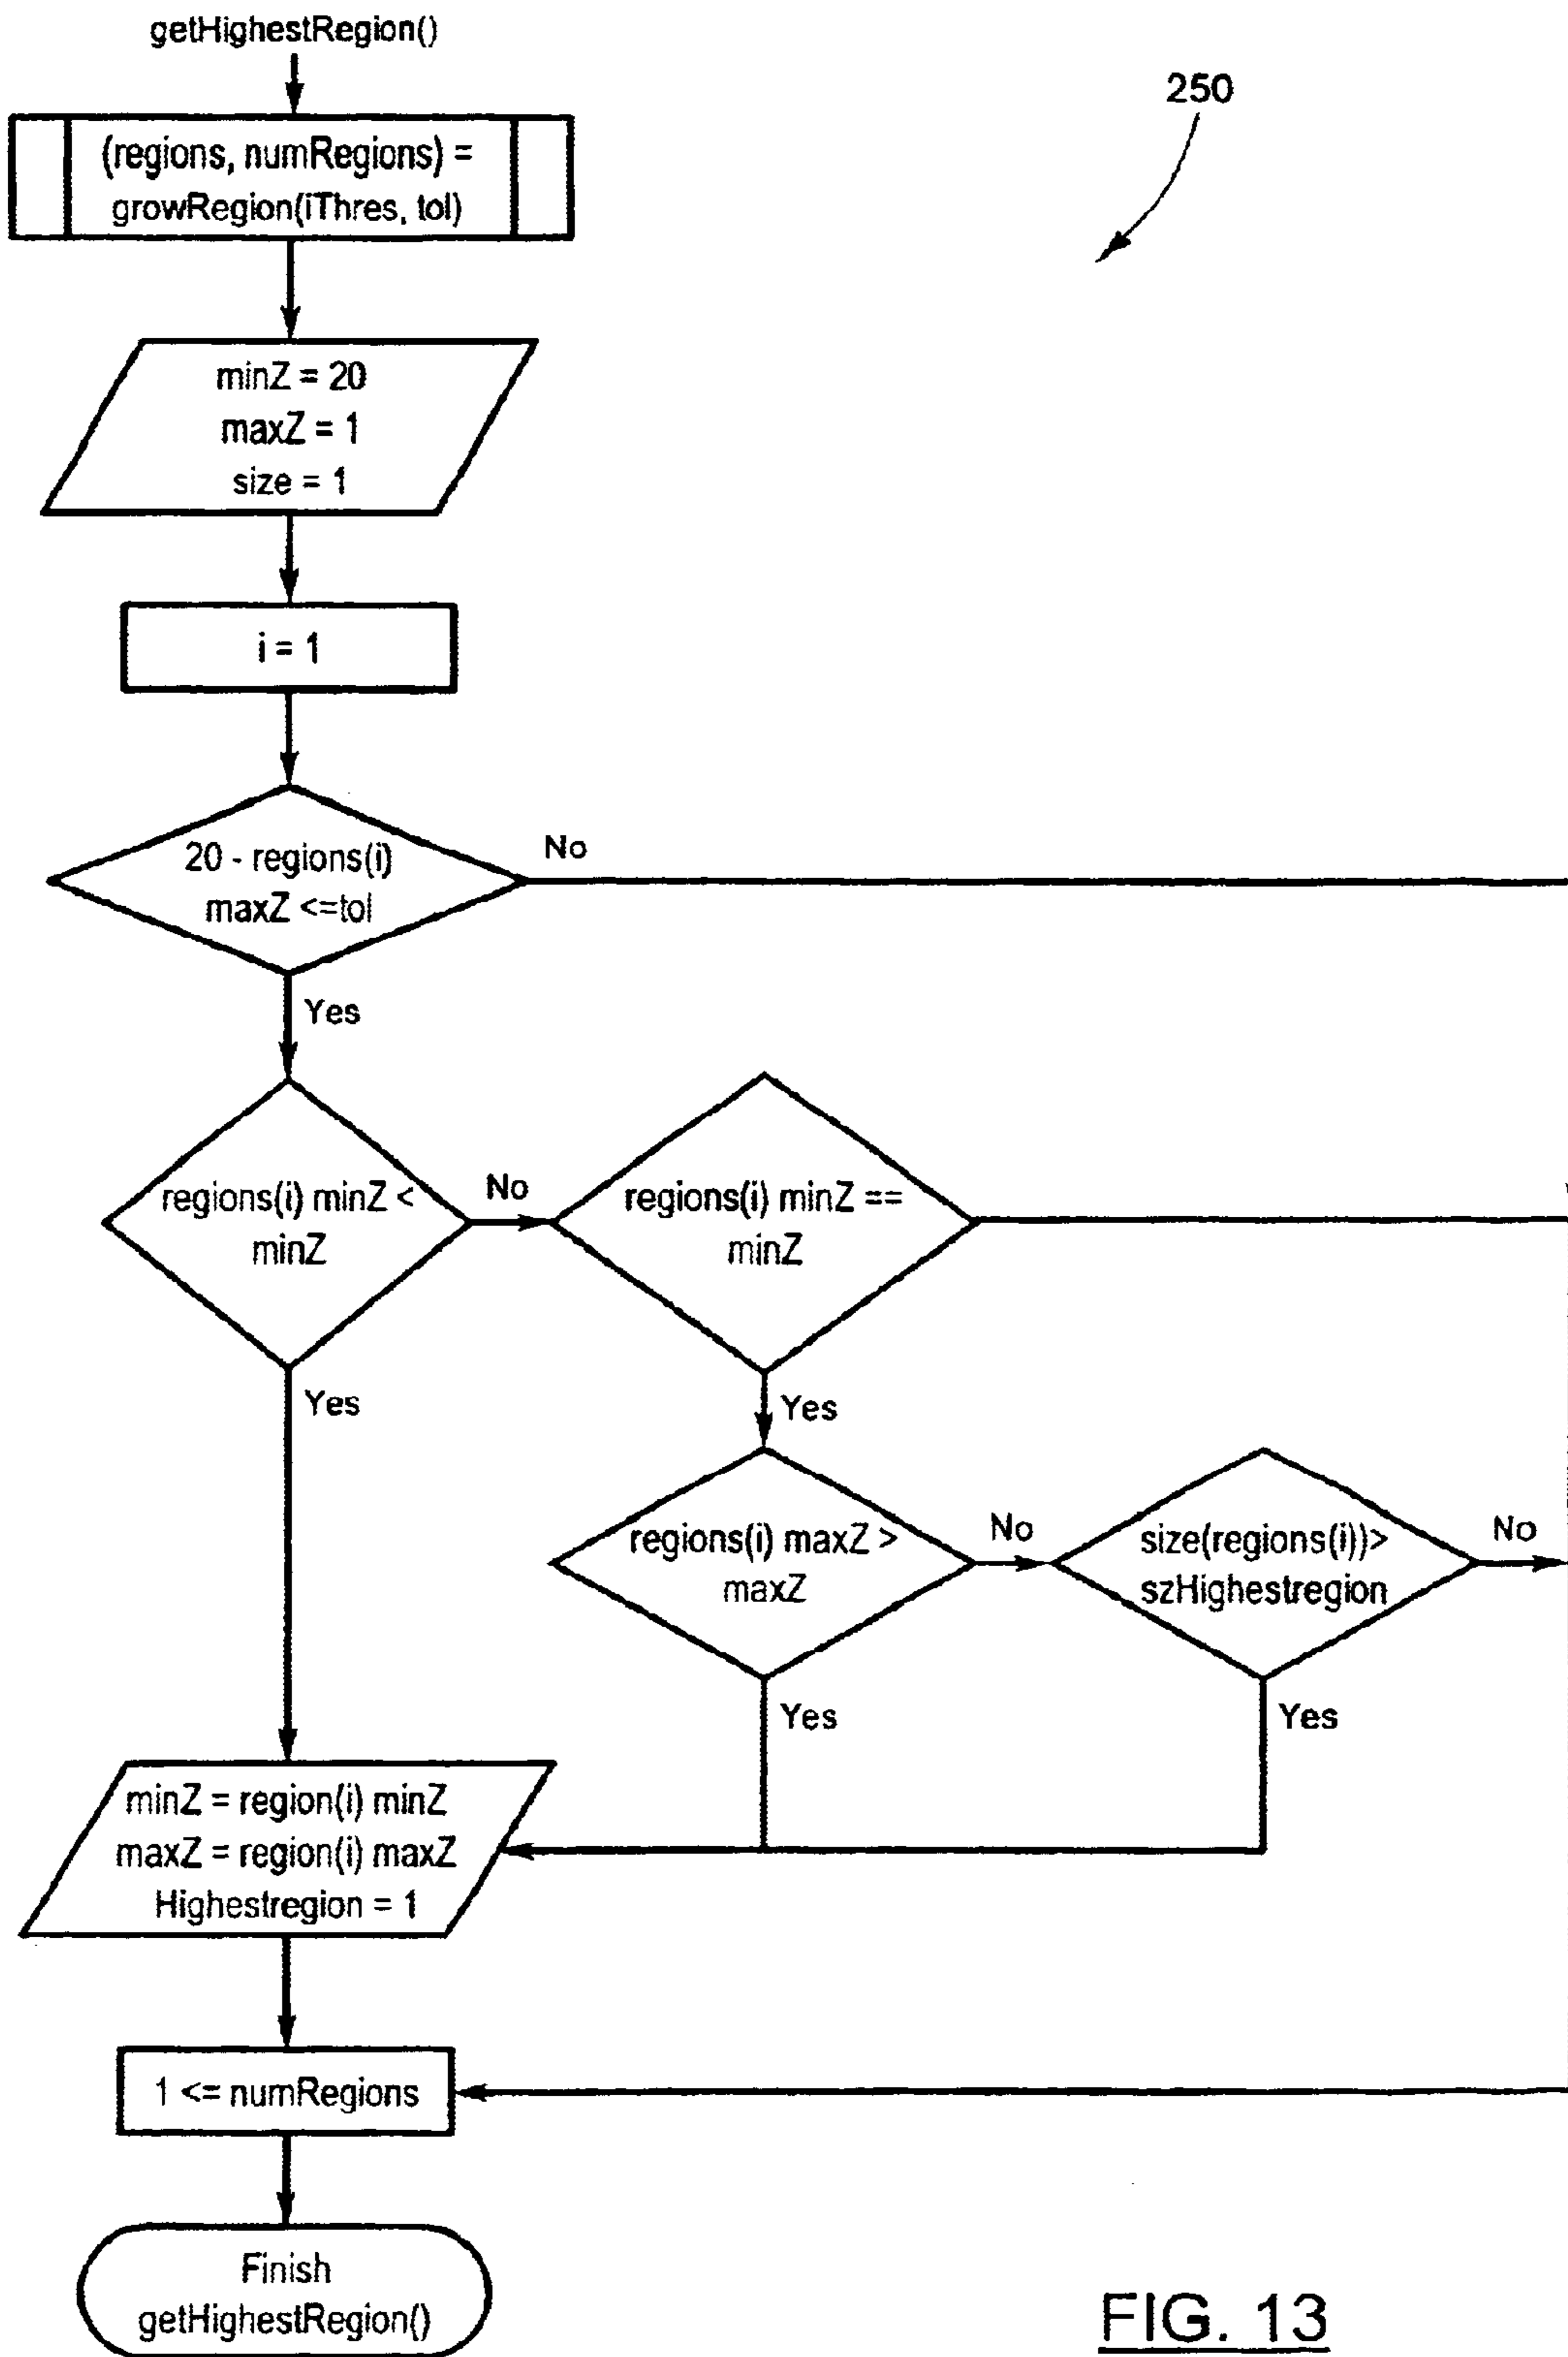 getHighestRegion()
250
(regions, numRegions) =
growRegion(iThres, tol)
minZ = 20
maxZ = 1
size = 1
i = 1
20 - regions(i)
maxZ <=tol
No
Yes
regions(i) minZ <
minZ
No
regions(i) minZ ==
minZ
Yes
Yes
regions(i) maxZ >
maxZ
No
size(regions(i))>
szHighestregion
No
Yes
Yes
minZ = region(i) minZ
maxZ = region(i) maxZ
Highestregion = 1
1 <= numRegions
Finish
getHighestRegion()
FIG. 13